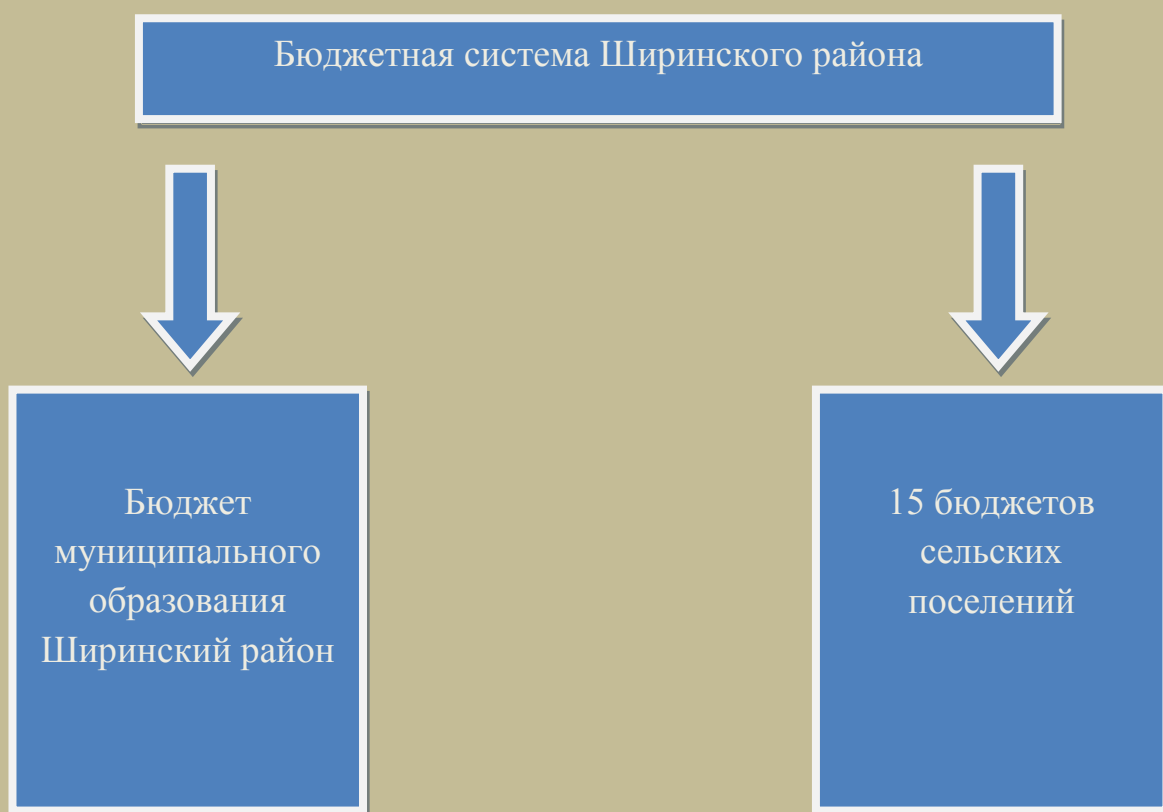 Бюджетная система Ширинского района
Бюджет
муниципального
образования
Ширинский район
15 бюджетов
сельских
поселений